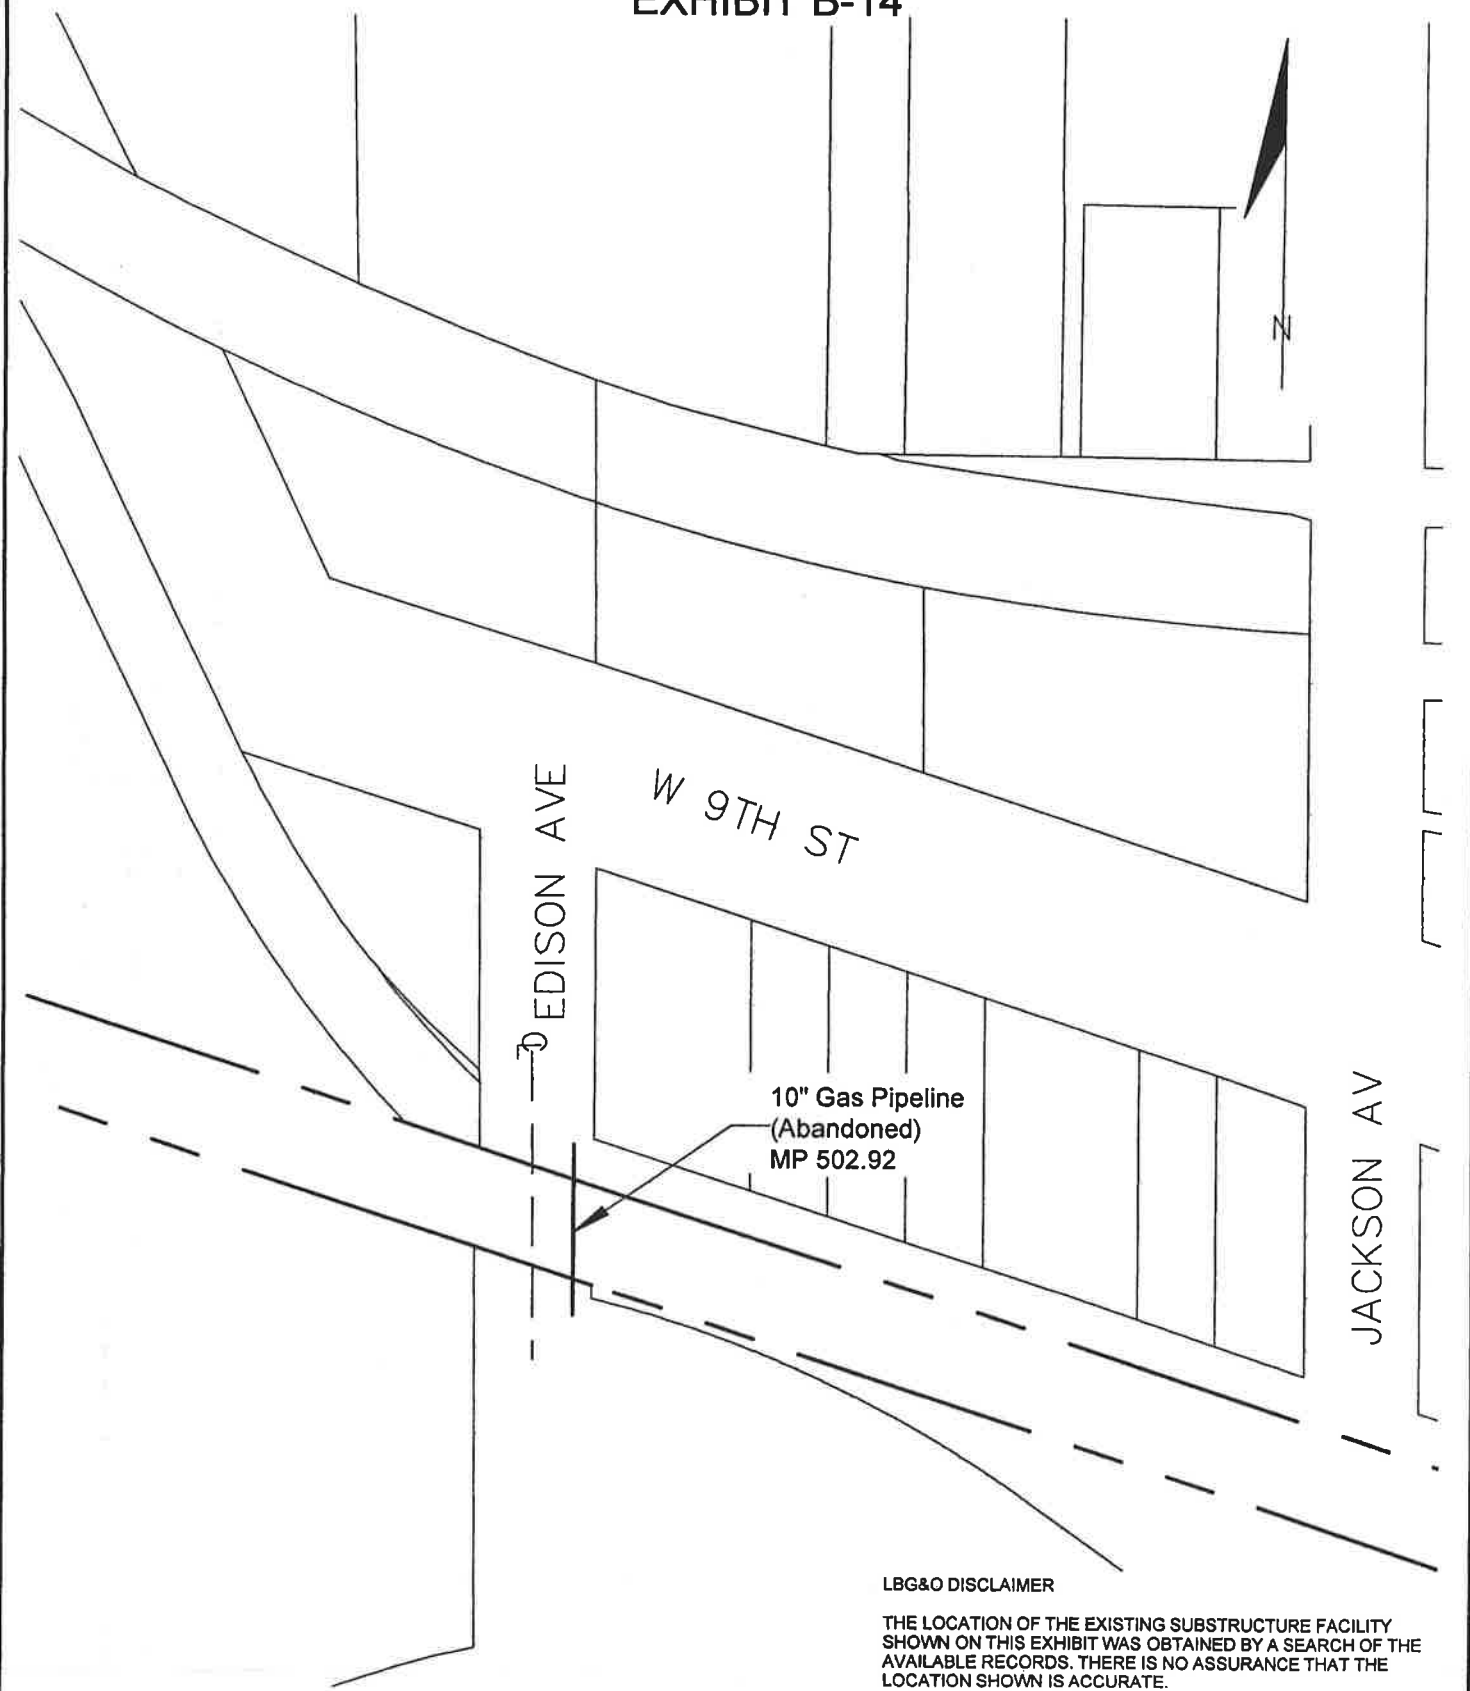 EXHIBIT B-14
N
W 9TH ST
EDISON AVE
10" Gas Pipeline
(Abandoned)
MP 502.92
JACKSON AV
LBG&O DISCLAIMER
THE LOCATION OF THE EXISTING SUBSTRUCTURE FACILITY
SHOWN ON THIS EXHIBIT WAS OBTAINED BY A SEARCH OF THE
AVAILABLE RECORDS. THERE IS NO ASSURANCE THAT THE
LOCATION SHOWN IS ACCURATE.